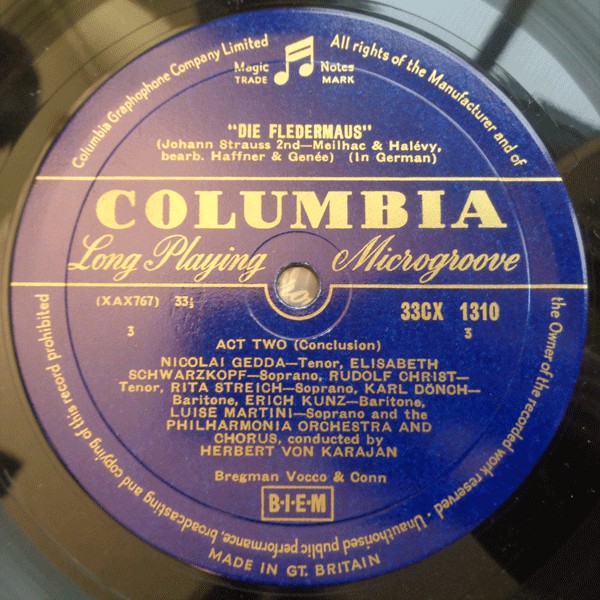 Columbia Graphophone Company Limited
All rights of the Manufacturer and of
the Owner of the recorded work reserved · Unauthorised public performance, broadcasting and copying of this record prohibited
Magic Notes
TRADE MARK
"DIE FLEDERMAUS"
(Johann Strauss 2nd—Meilhac & Halévy,
bearb. Haffner & Genée) (In German)
COLUMBIA
Long Playing Microgroove
(XAX767) 33⅓
33CX 1310
3
3
ACT TWO (Conclusion)
NICOLAI GEDDA—Tenor, ELISABETH
SCHWARZKOPF—Soprano, RUDOLF CHRIST—
Tenor, RITA STREICH—Soprano, KARL DÖNCH—
Baritone, ERICH KUNZ—Baritone,
LUISE MARTINI—Soprano and the
PHILHARMONIA ORCHESTRA AND
CHORUS, conducted by
HERBERT VON KARAJAN
Bregman Vocco & Conn
B·I·E·M
MADE IN GT. BRITAIN